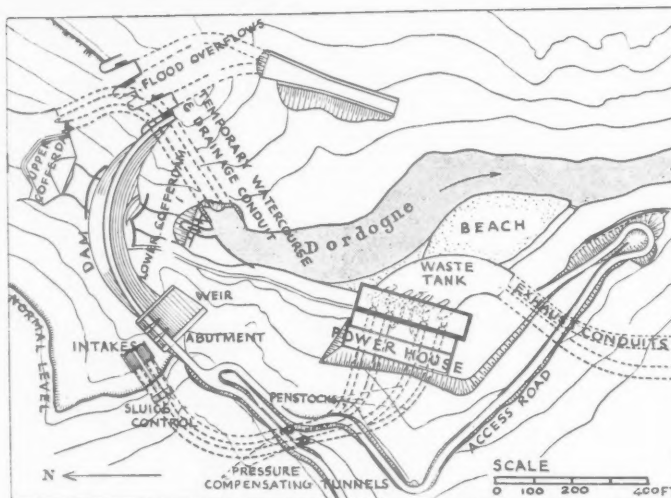 FLOOD OVERFLOWS
TEMPORARY WATERCOURSE
& DRAINAGE CONDUIT
UPPER
COFFERDAM
LOWER COFFERDAM
DAM
Dordogne
BEACH
WASTE
TANK
WEIR
ABUTMENT
POWER HOUSE
EXHAUST CONDUITS
NORMAL LEVEL
INTAKES
SLUICE
CONTROL
PENSTOCKS
ACCESS ROAD
PRESSURE
COMPENSATING TUNNELS
N
SCALE
0 100 200 400FT